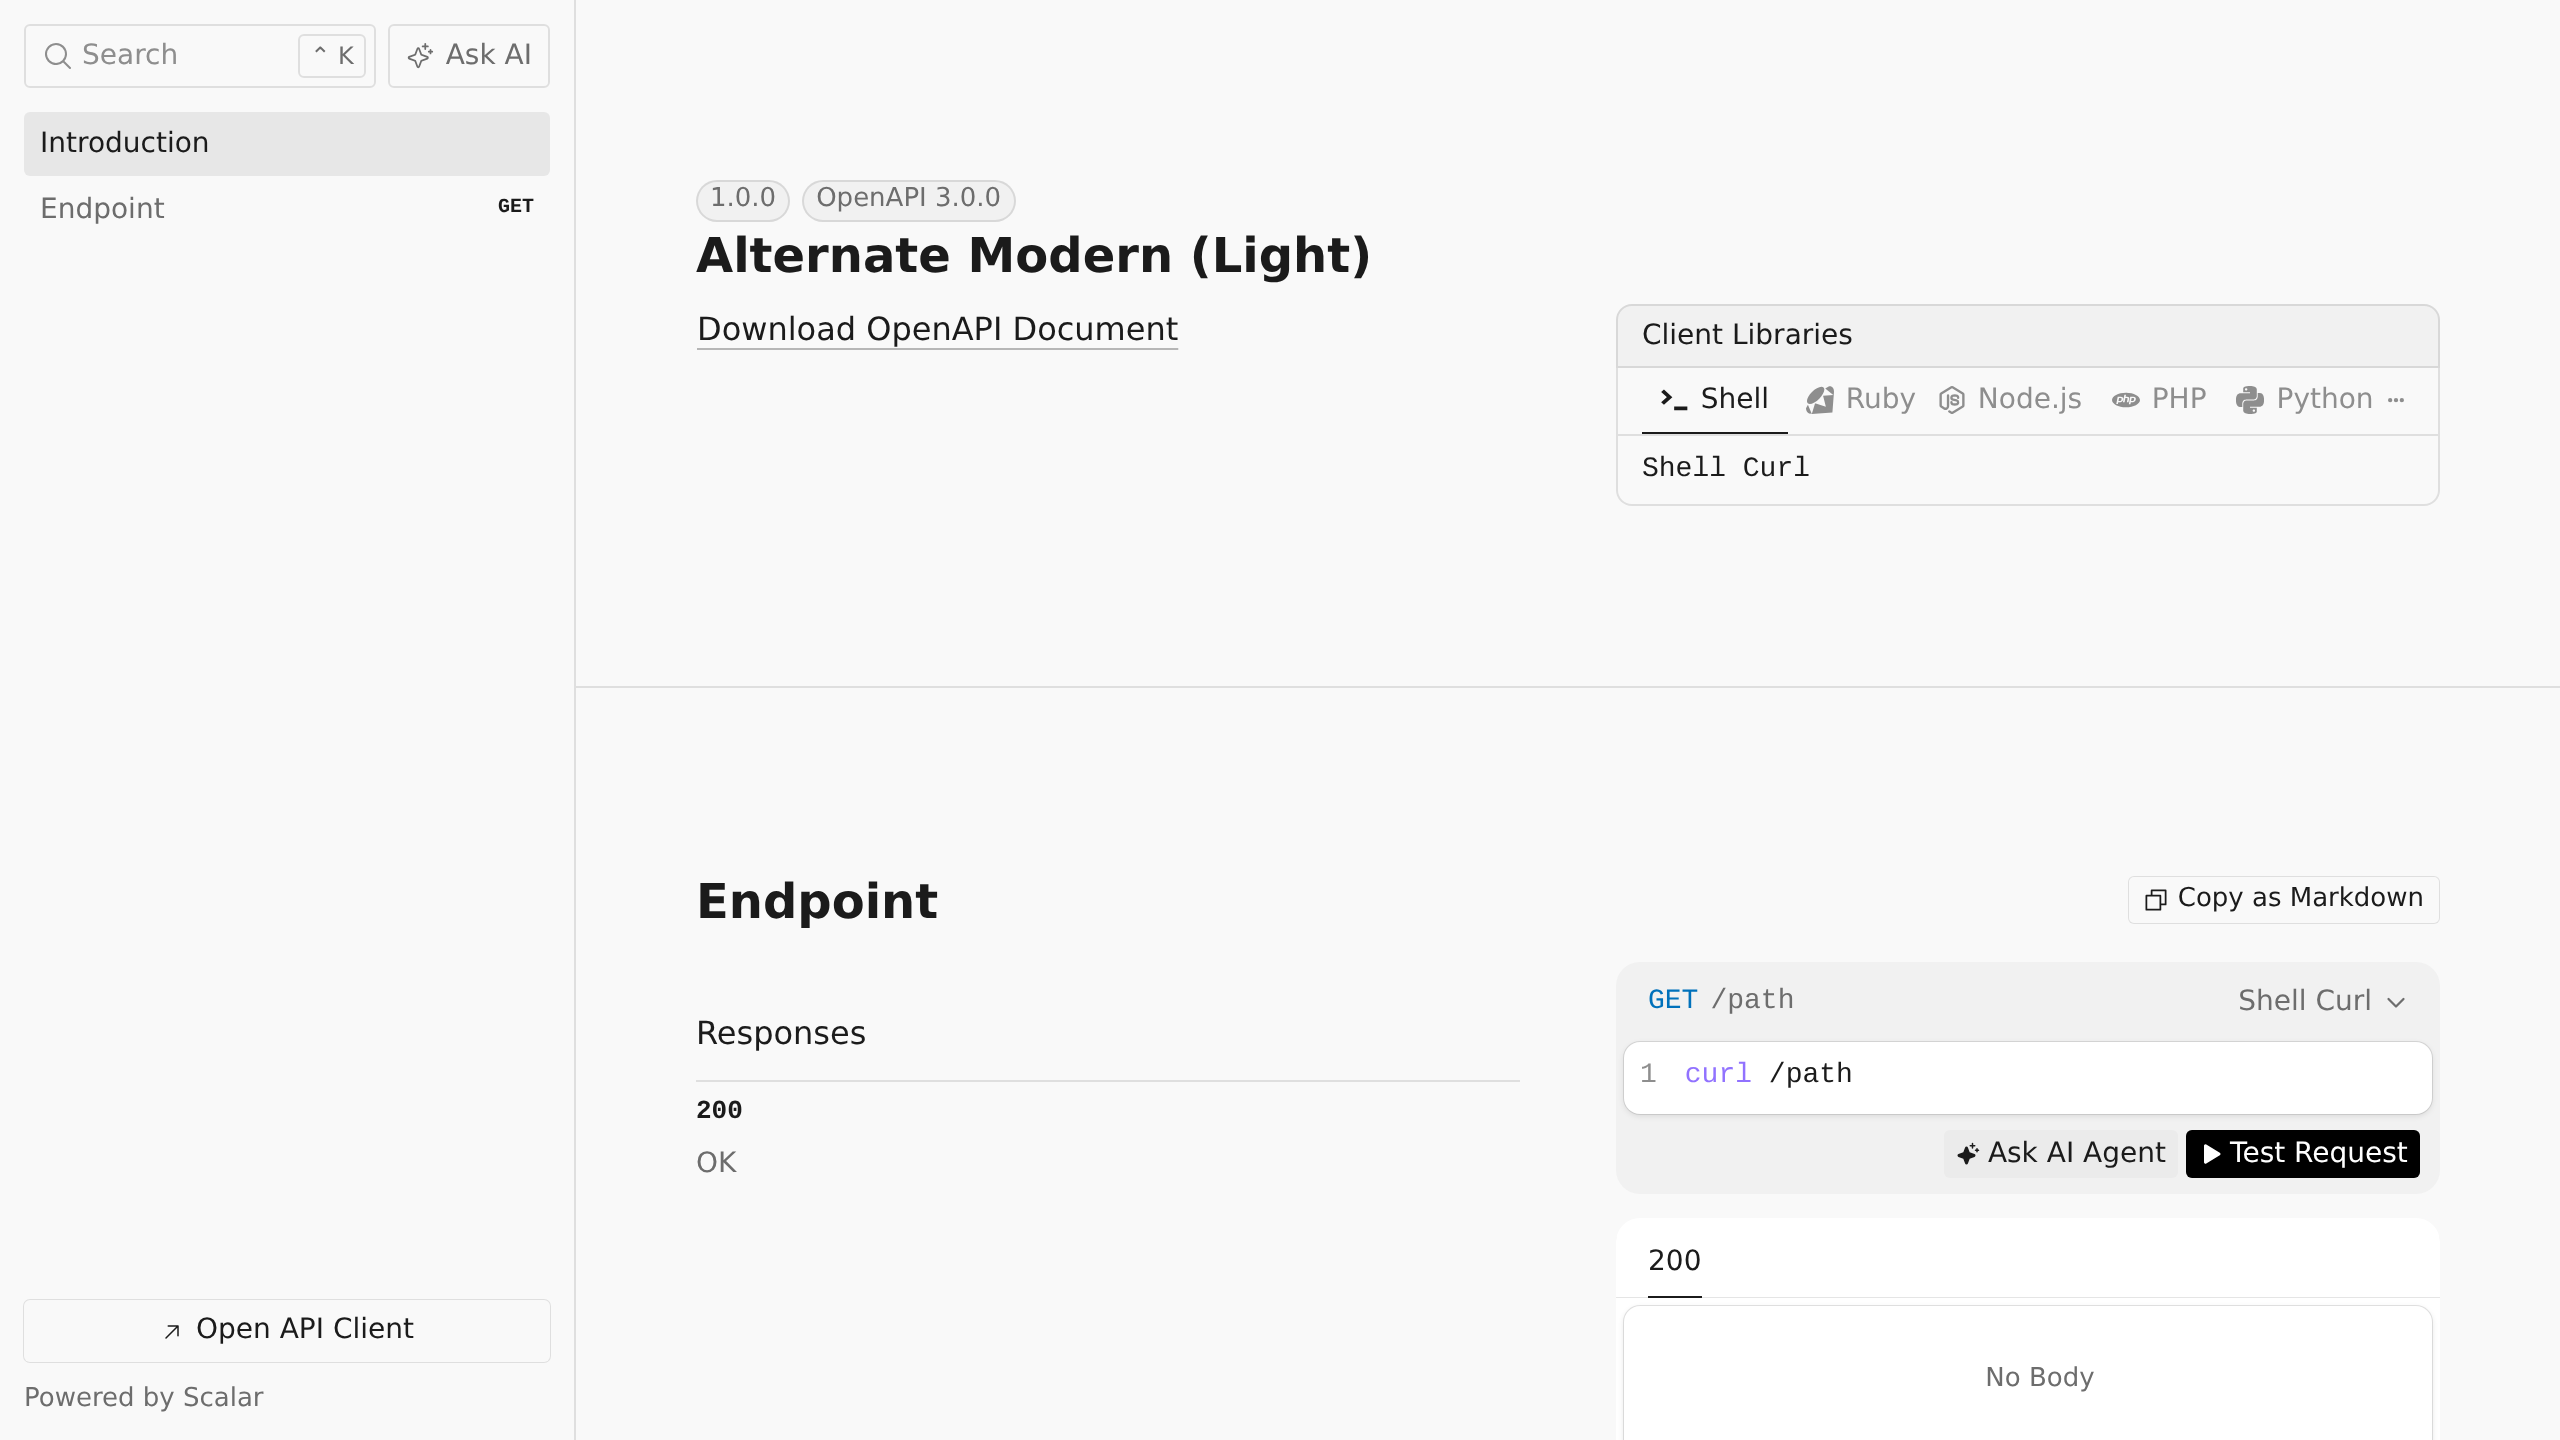 Search ⌃ K Ask AI
Introduction
Endpoint GET
Open API Client
Powered by Scalar
1.0.0 OpenAPI 3.0.0
Alternate Modern (Light)
Download OpenAPI Document
Client Libraries
Shell Ruby Node.js PHP Python ···
Shell Curl
Endpoint
Copy as Markdown
Responses
200
OK
GET /path Shell Curl
1 curl /path
Ask AI Agent Test Request
200
No Body